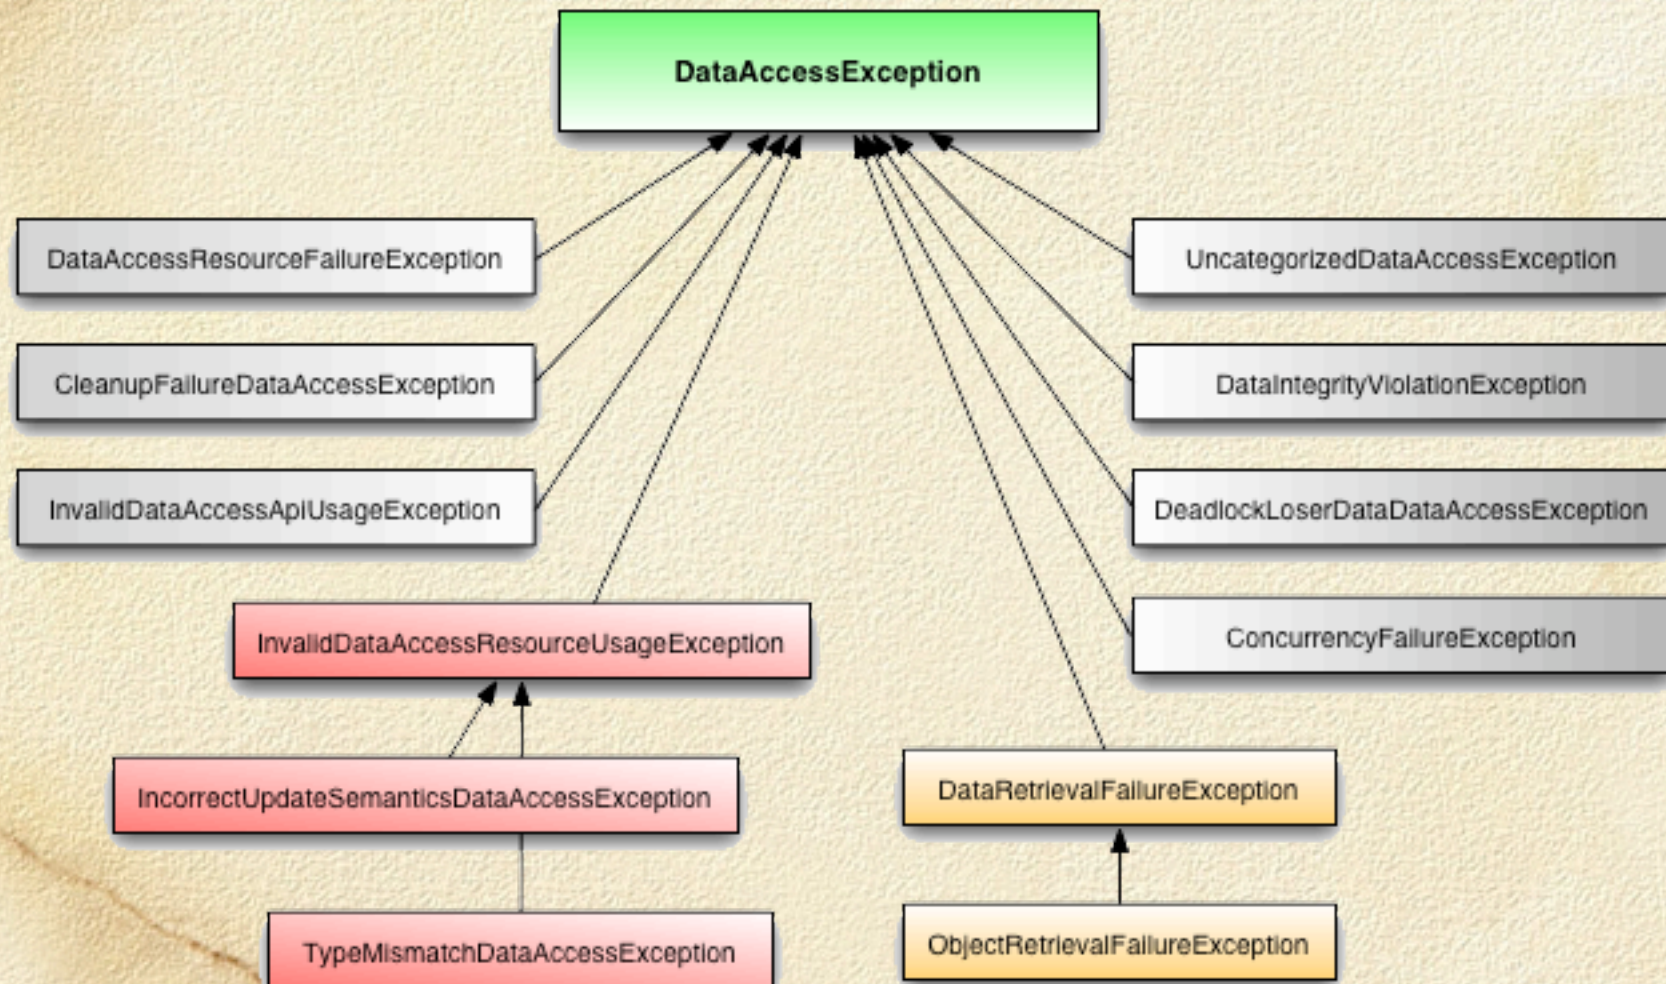 DataAccessException
DataAccessResourceFailureException
UncategorizedDataAccessException
CleanupFailureDataAccessException
DataIntegrityViolationException
InvalidDataAccessApiUsageException
DeadlockLoserDataDataAccessException
InvalidDataAccessResourceUsageException
ConcurrencyFailureException
IncorrectUpdateSemanticsDataAccessException
DataRetrievalFailureException
TypeMismatchDataAccessException
ObjectRetrievalFailureException